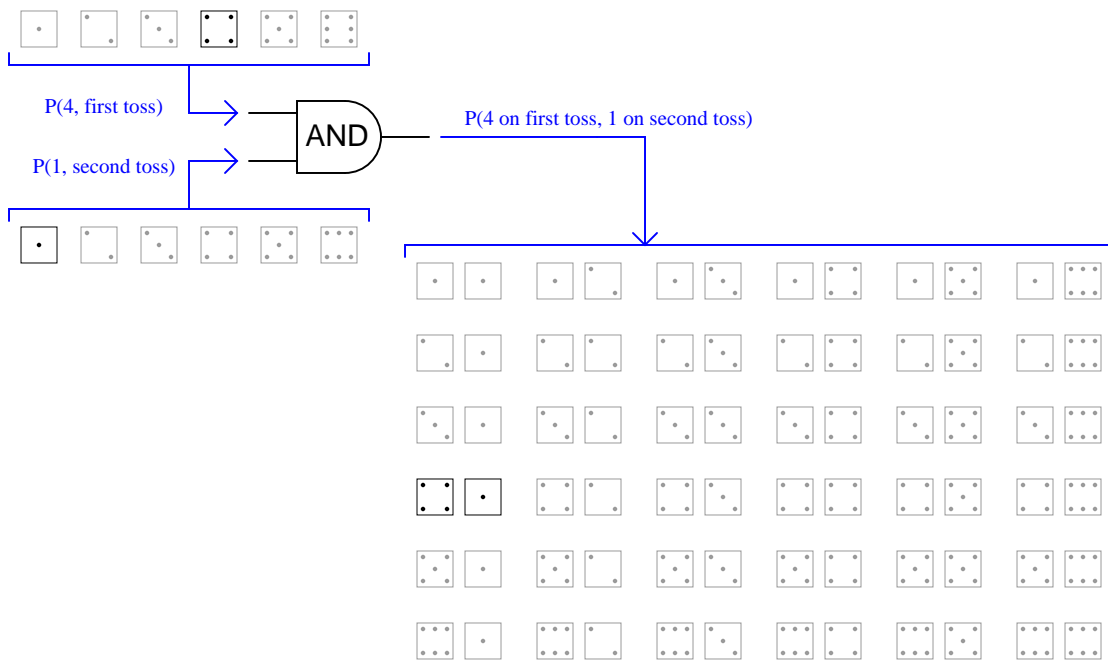 P(4, first toss)
AND
P(4 on first toss, 1 on second toss)
P(1, second toss)